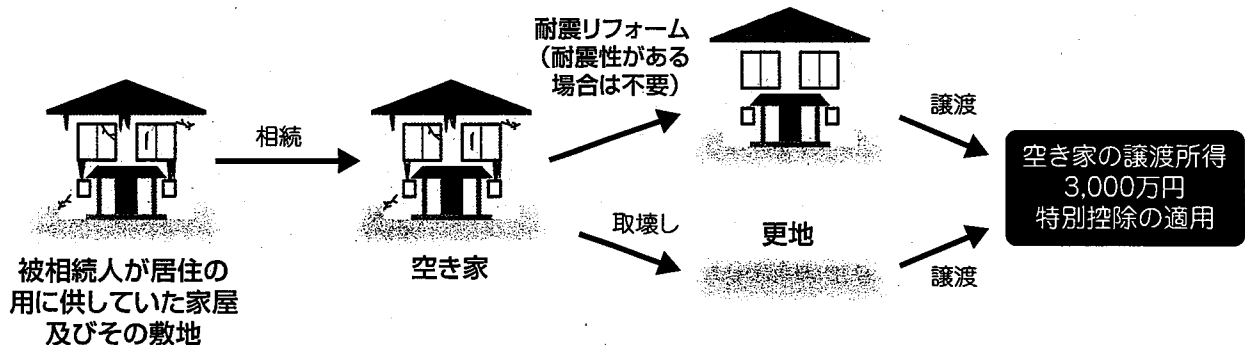 被相続人が居住の
用に供していた家屋
及びその敷地
相続
空き家
耐震リフォーム
（耐震性がある
場合は不要）
取壊し
更地
譲渡
譲渡
空き家の譲渡所得
3,000万円
特別控除の適用